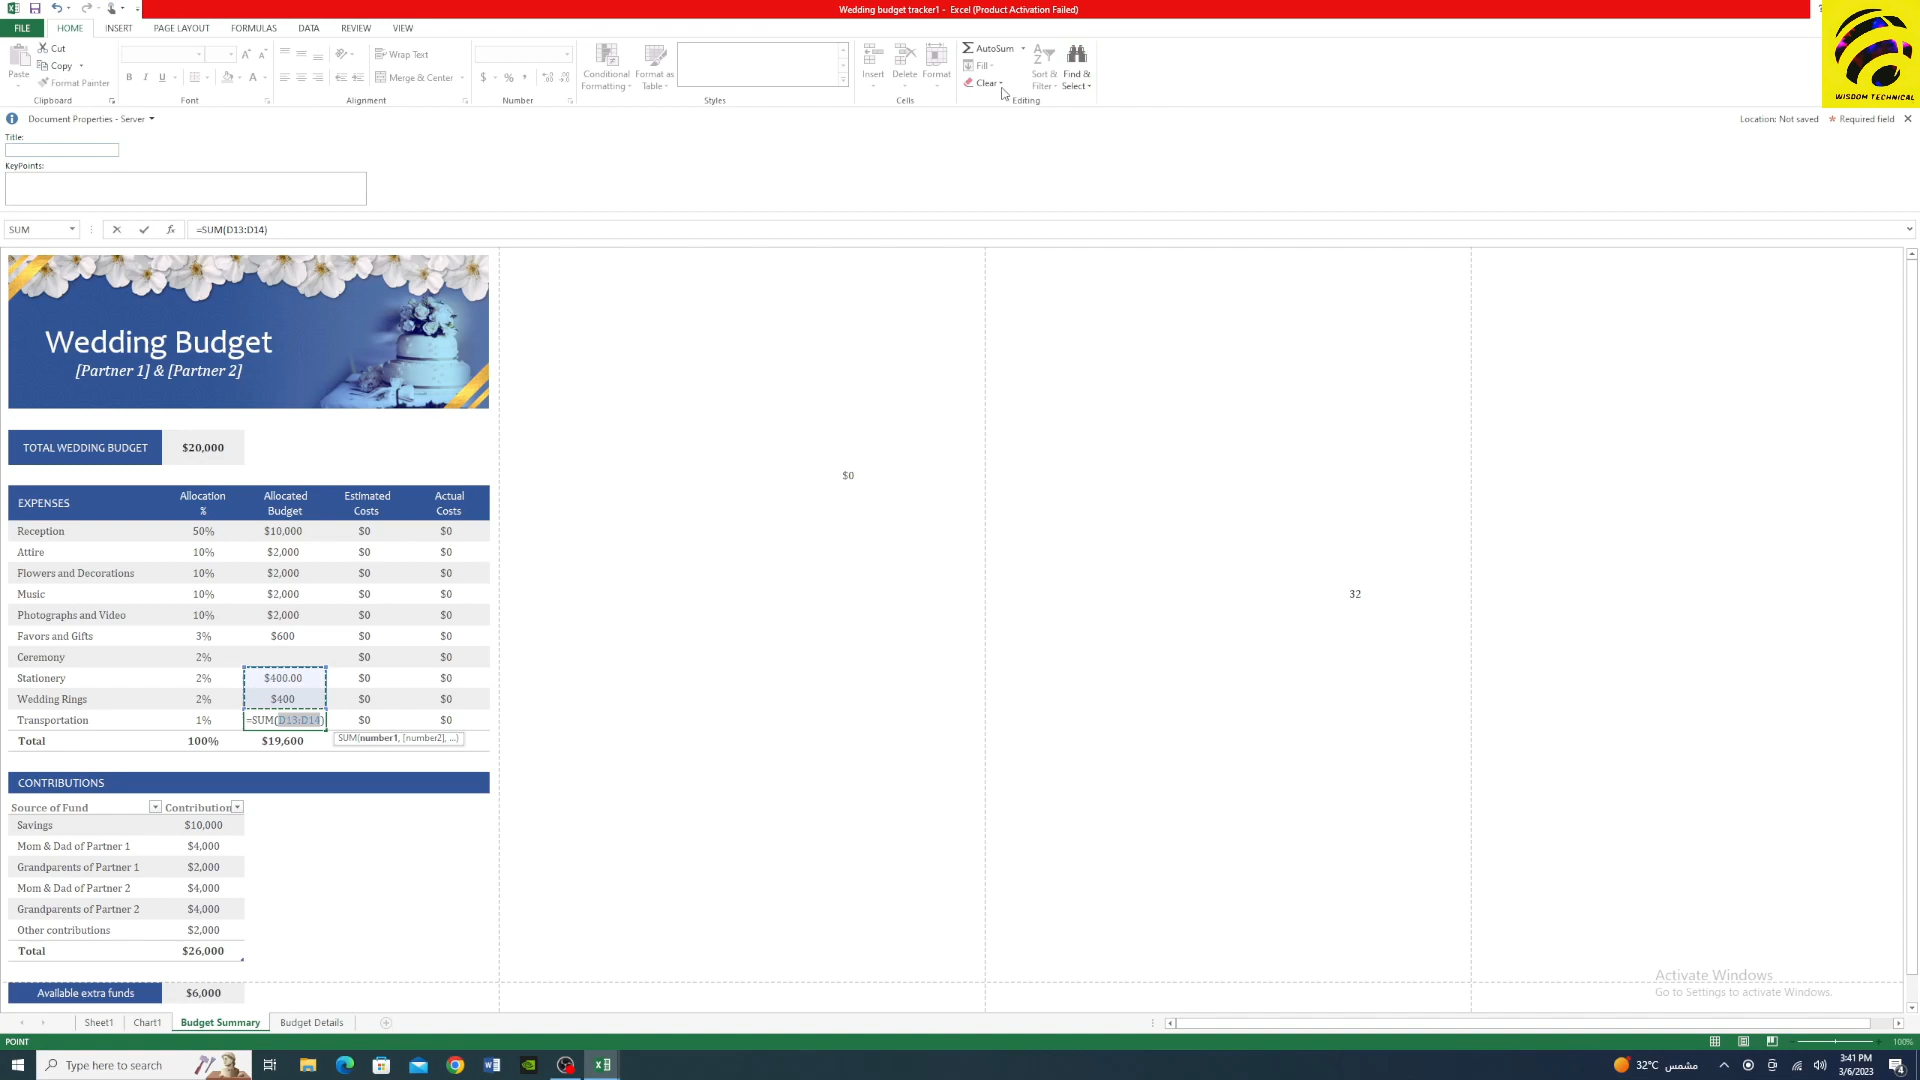 Wedding budget tracker1 - Excel (Product Activation Failed)
FILE HOME INSERT PAGE LAYOUT FORMULAS DATA REVIEW VIEW
WISDOM TECHNICAL
Paste
Cut
Copy
Format Painter
Clipboard
B I U A
Font
Wrap Text
Merge & Center
Alignment
$ % ,
Number
Conditional Formatting
Format as Table
Styles
Insert
Delete
Format
Cells
AutoSum
Fill
Clear
Sort & Filter
Find & Select
Editing
Document Properties - Server
Location: Not saved * Required field
Title:
KeyPoints:
SUM fx =SUM(D13:D14)
Wedding Budget
[Partner 1] & [Partner 2]
TOTAL WEDDING BUDGET $20,000
$0
32
EXPENSES Allocation % Allocated Budget Estimated Costs Actual Costs
Reception 50% $10,000 $0 $0
Attire 10% $2,000 $0 $0
Flowers and Decorations 10% $2,000 $0 $0
Music 10% $2,000 $0 $0
Photographs and Video 10% $2,000 $0 $0
Favors and Gifts 3% $600 $0 $0
Ceremony 2% $0 $0
Stationery 2% $400.00 $0 $0
Wedding Rings 2% $400 $0 $0
Transportation 1% =SUM(D13:D14) $0 $0
Total 100% $19,600
SUM(number1, [number2], ...)
CONTRIBUTIONS
Source of Fund Contribution
Savings $10,000
Mom & Dad of Partner 1 $4,000
Grandparents of Partner 1 $2,000
Mom & Dad of Partner 2 $4,000
Grandparents of Partner 2 $4,000
Other contributions $2,000
Total $26,000
Available extra funds $6,000
Activate Windows
Go to Settings to activate Windows.
Sheet1 Chart1 Budget Summary Budget Details
POINT
100%
Type here to search
32°C مشمس
3:41 PM
3/6/2023
4